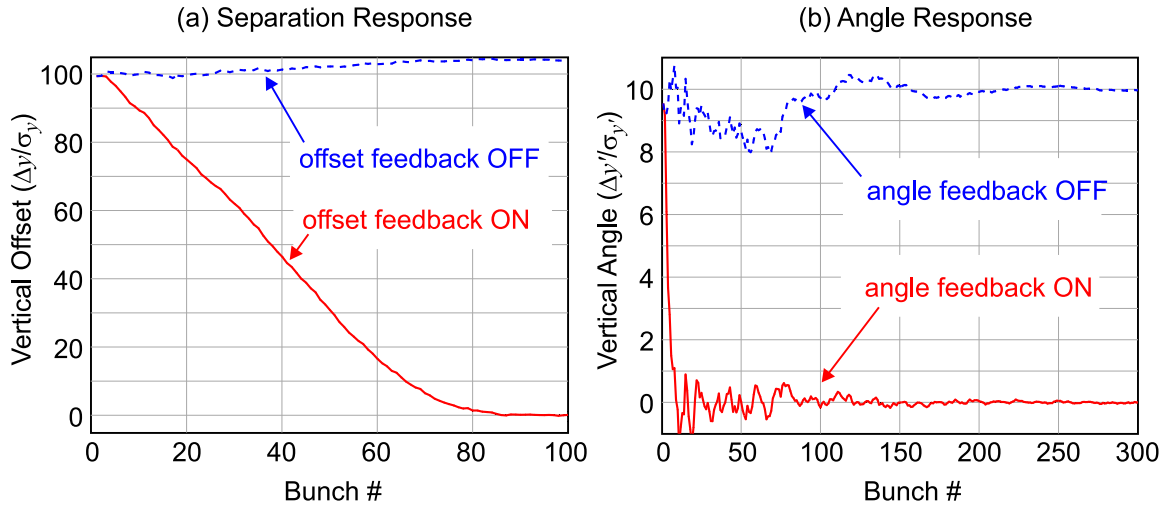 (a) Separation Response
Vertical Offset (Δy/σy)
100
80
60
40
20
0
offset feedback OFF
offset feedback ON
0 20 40 60 80 100
Bunch #
(b) Angle Response
Vertical Angle (Δy'/σy')
10
8
6
4
2
0
angle feedback OFF
angle feedback ON
0 50 100 150 200 250 300
Bunch #